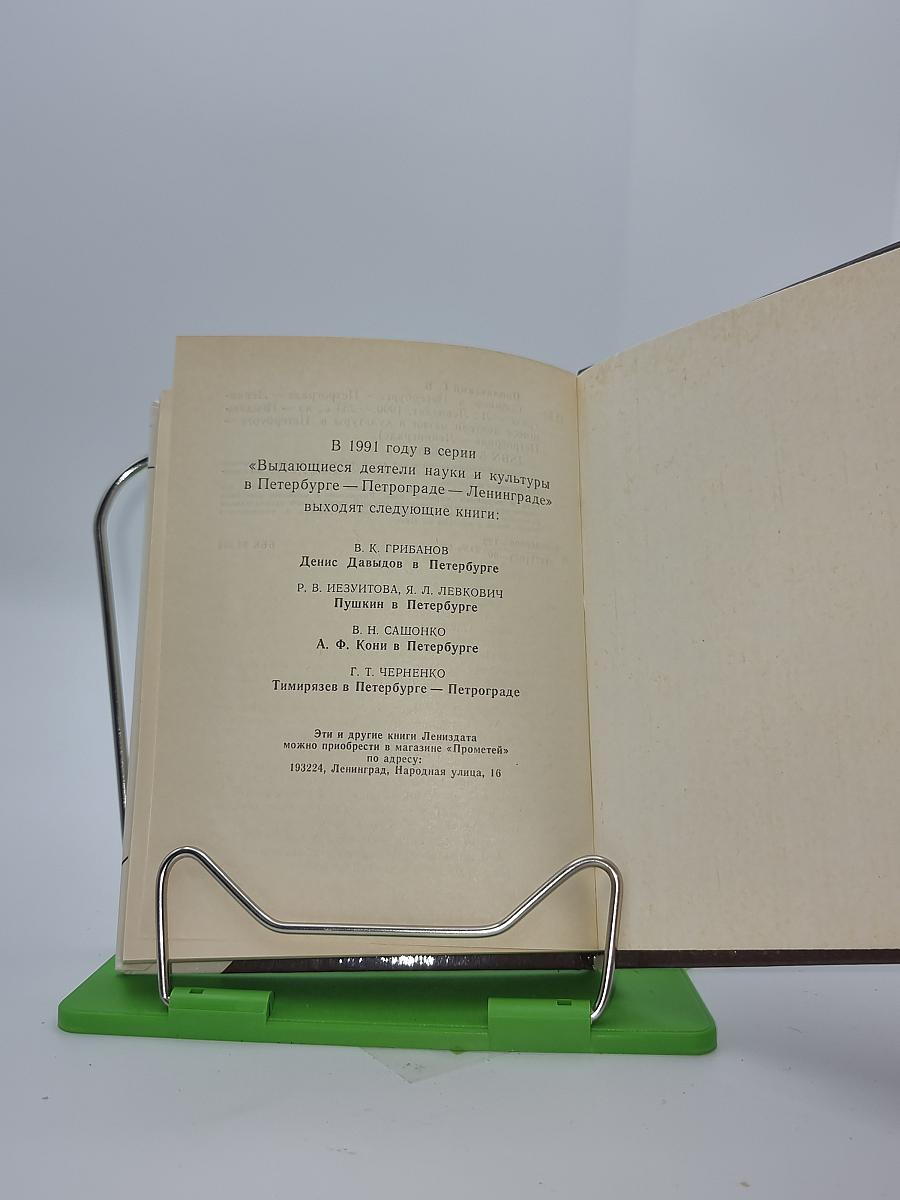 В 1991 году в серии
«Выдающиеся деятели науки и культуры
в Петербурге — Петрограде — Ленинграде»
выходят следующие книги:
В. К. ГРИБАНОВ
Денис Давыдов в Петербурге
Р. В. ИЕЗУИТОВА, Я. Л. ЛЕВКОВИЧ
Пушкин в Петербурге
В. Н. САШОНКО
А. Ф. Кони в Петербурге
Г. Т. ЧЕРНЕНКО
Тимирязев в Петербурге — Петрограде
Эти и другие книги Лениздата
можно приобрести в магазине «Прометей»
по адресу:
193224, Ленинград, Народная улица, 16